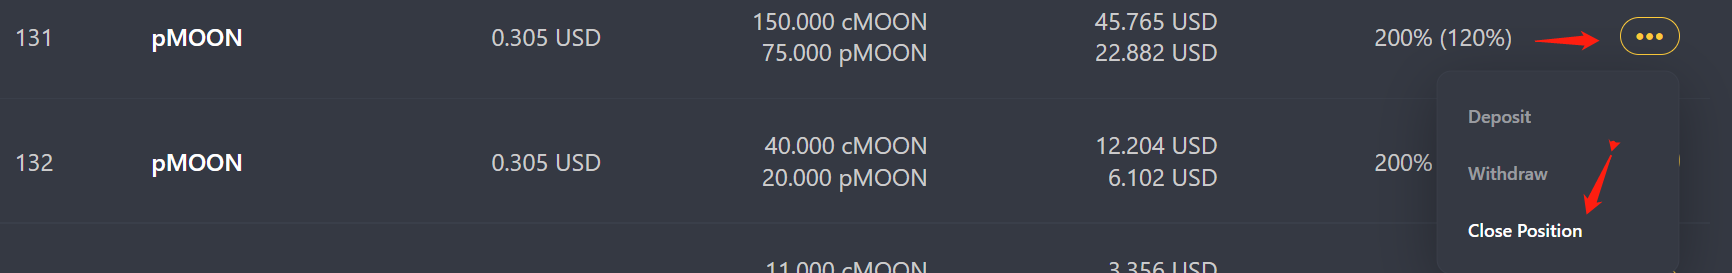 131 pMOON 0.305 USD 150.000 cMOON 45.765 USD 200% (120%) •••
75.000 pMOON 22.882 USD
Deposit
132 pMOON 0.305 USD 40.000 cMOON 12.204 USD 200%
20.000 pMOON 6.102 USD
Withdraw
Close Position
11.000 cMOON 3.356 USD